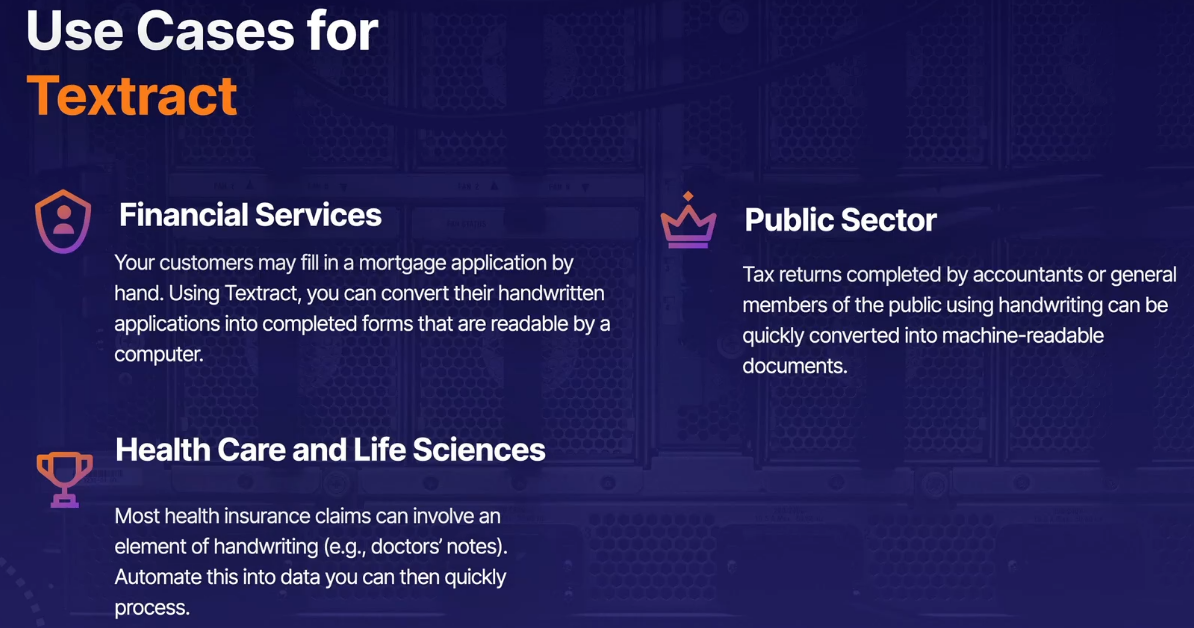 Use Cases for
Textract
Financial Services
Your customers may fill in a mortgage application by
hand. Using Textract, you can convert their handwritten
applications into completed forms that are readable by a
computer.
Public Sector
Tax returns completed by accountants or general
members of the public using handwriting can be
quickly converted into machine-readable
documents.
Health Care and Life Sciences
Most health insurance claims can involve an
element of handwriting (e.g., doctors’ notes).
Automate this into data you can then quickly
process.